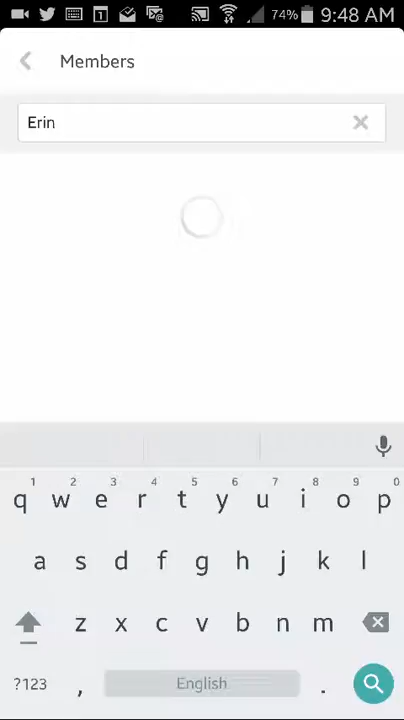 74% 9:48 AM
Members
Erin
1 2 3 4 5 6 7 8 9 0
q w e r t y u i o p
a s d f g h j k l
z x c v b n m
?123 , English .